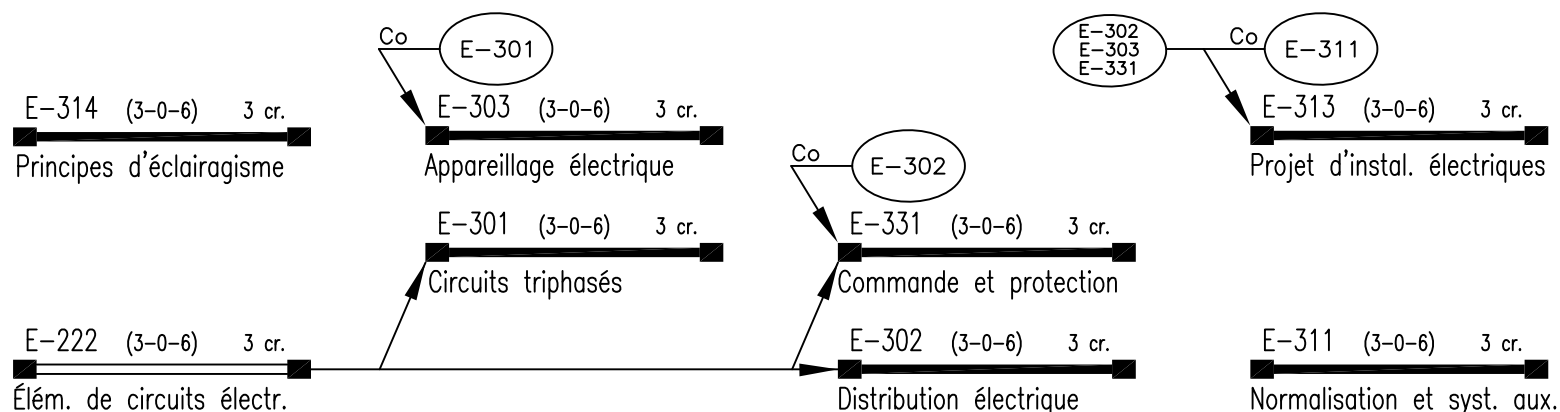 Co
E-301
E-302
E-303
E-331
Co
E-311
E-314 (3-0-6) 3 cr.
Principes d'éclairagisme
E-303 (3-0-6) 3 cr.
Appareillage électrique
E-313 (3-0-6) 3 cr.
Projet d'instal. électriques
Co
E-302
E-301 (3-0-6) 3 cr.
Circuits triphasés
E-331 (3-0-6) 3 cr.
Commande et protection
E-222 (3-0-6) 3 cr.
Élém. de circuits électr.
E-302 (3-0-6) 3 cr.
Distribution électrique
E-311 (3-0-6) 3 cr.
Normalisation et syst. aux.